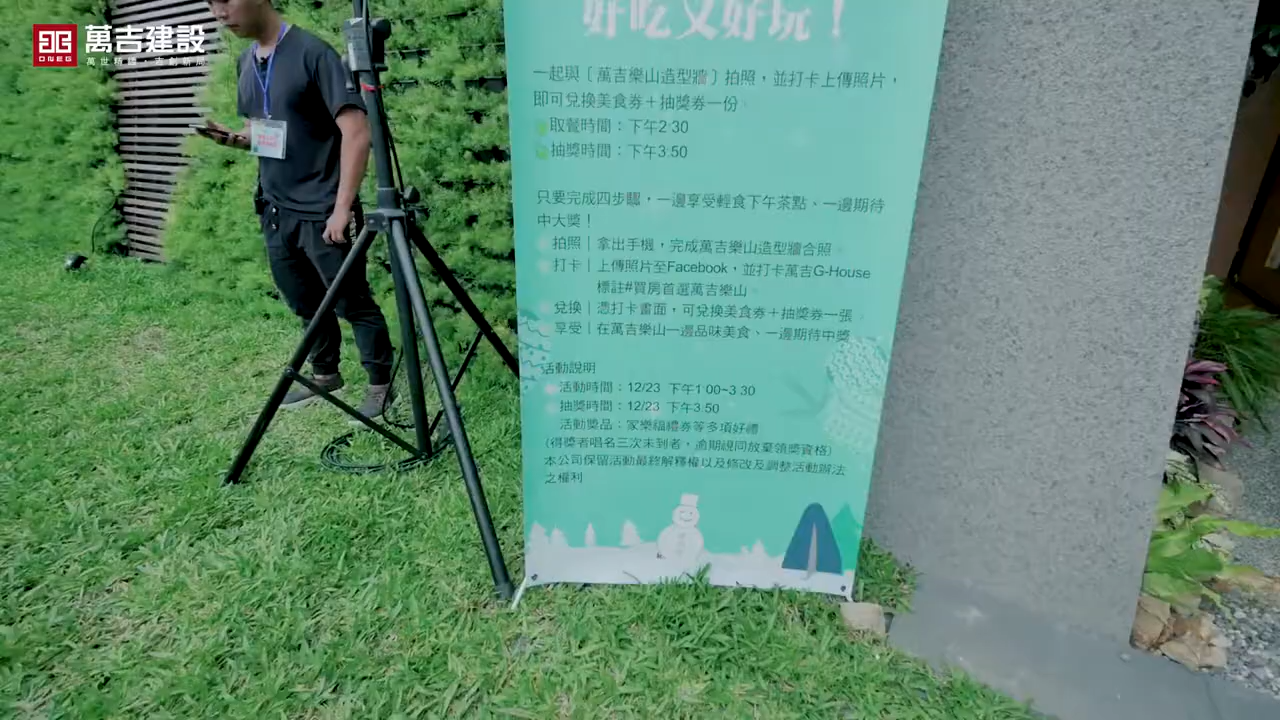 萬吉建設
ONEG
萬世精鑄,吉創新局
好吃又好玩!
一起與〔萬吉樂山造型牆〕拍照,並打卡上傳照片,
即可兌換美食券+抽獎券一份。
取餐時間:下午2:30
抽獎時間:下午3:50
只要完成四步驟,一邊享受輕食下午茶點、一邊期待
中大獎!
拍照|拿出手機,完成萬吉樂山造型牆合照。
打卡|上傳照片至Facebook,並打卡萬吉G-House
標註#買房首選萬吉樂山。
兌換|憑打卡畫面,可兌換美食券+抽獎券一張。
享受|在萬吉樂山一邊品味美食、一邊期待中獎
活動說明
活動時間:12/23 下午1:00~3:30
抽獎時間:12/23 下午3:50
活動獎品:家樂福禮券等多項好禮
(得獎者唱名三次未到者,逾期視同放棄領獎資格)
本公司保留活動最終解釋權以及修改及調整活動辦法
之權利